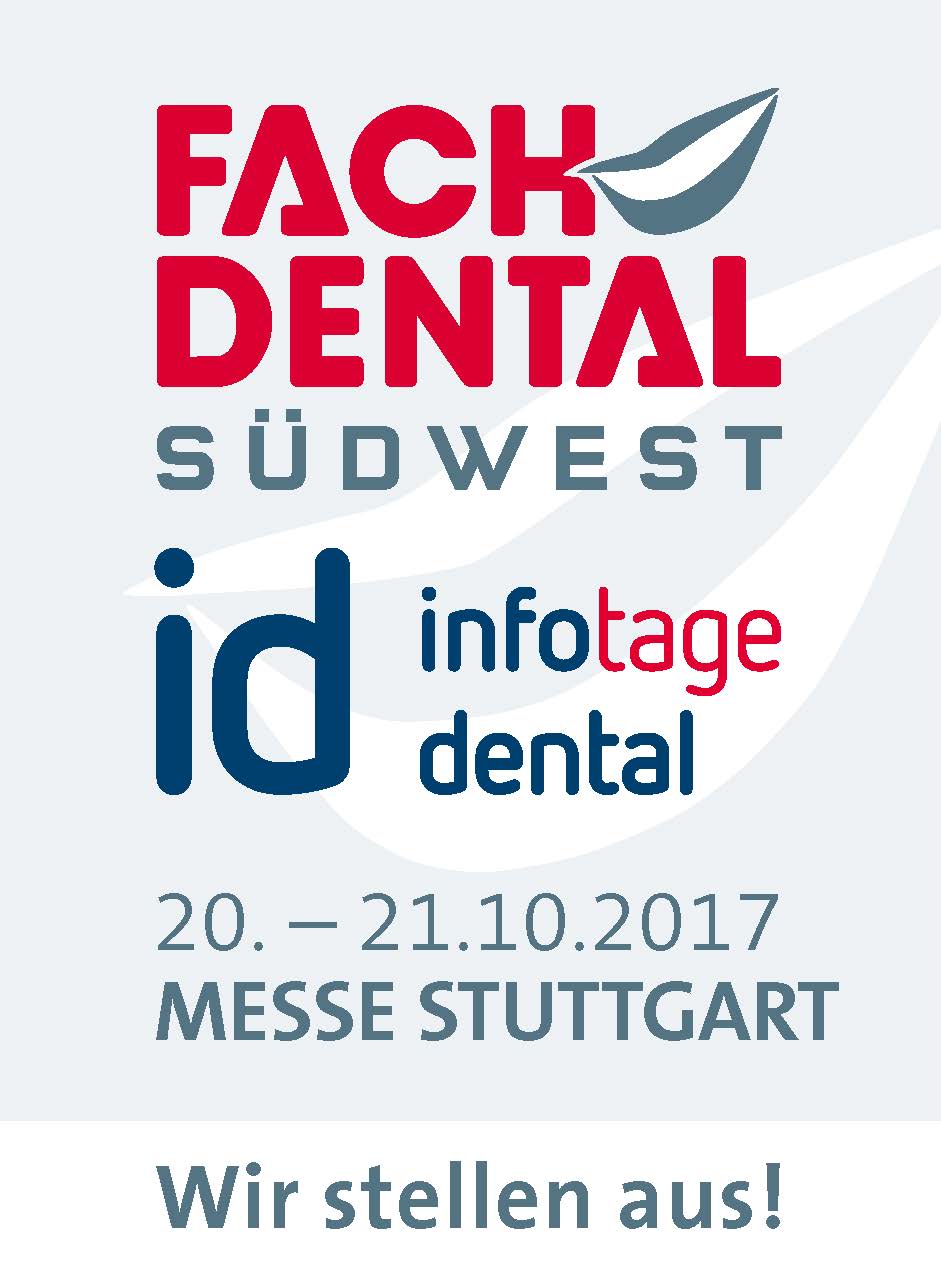 FACH
DENTAL
SÜDWEST
id
infotage
dental
20. – 21.10.2017
MESSE STUTTGART
Wir stellen aus!